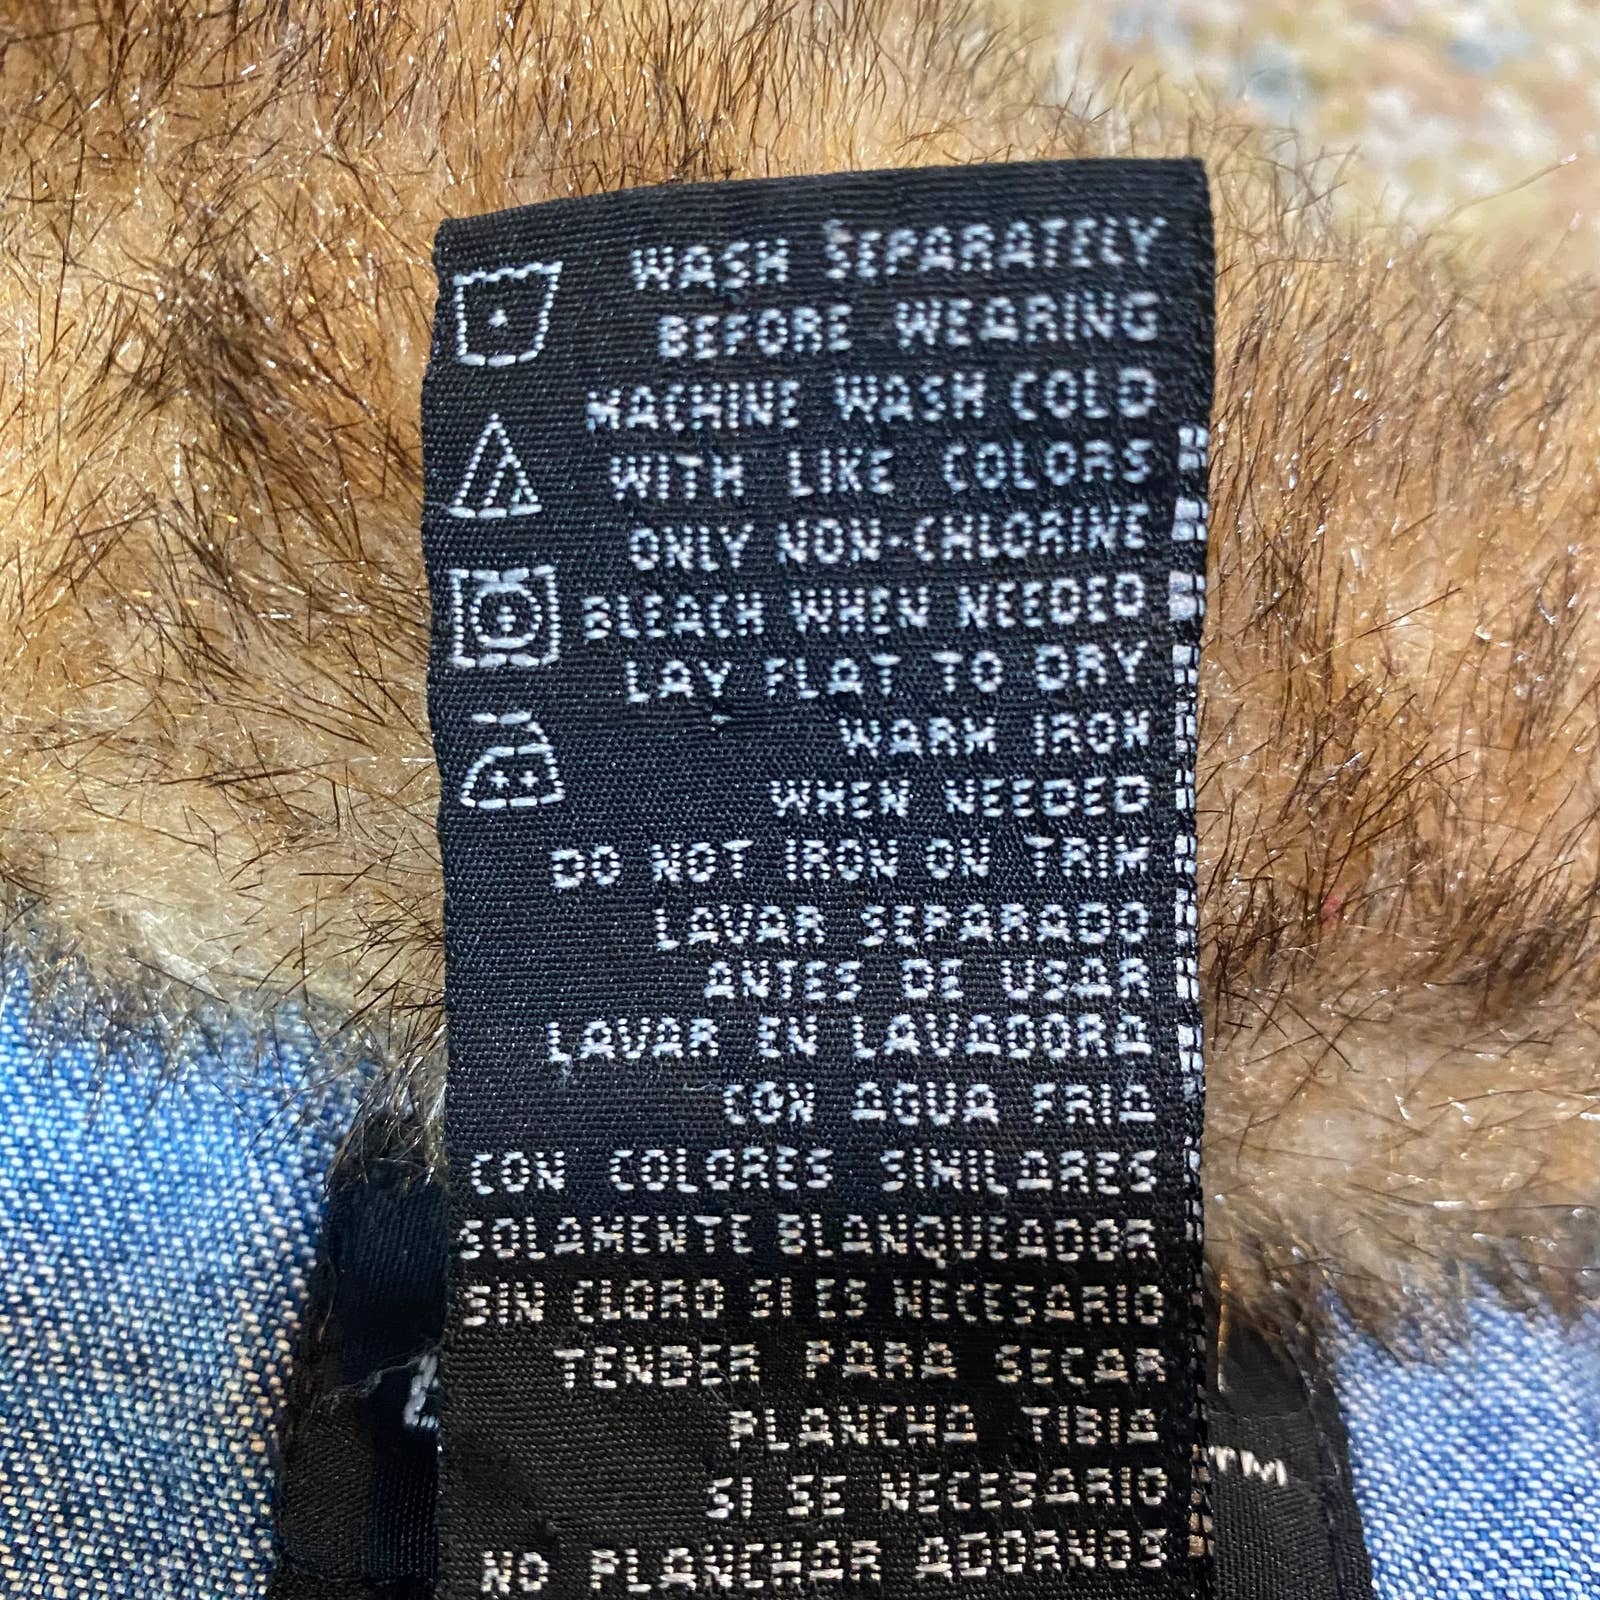 WASH SEPARATELY
BEFORE WEARING
MACHINE WASH COLD
WITH LIKE COLORS
ONLY NON-CHLORINE
BLEACH WHEN NEEDED
LAY FLAT TO DRY
WARM IRON
WHEN NEEDED
DO NOT IRON ON TRIM
LAVAR SEPARADO
ANTES DE USAR
LAVAR EN LAVADORA
CON AGUA FRIA
CON COLORES SIMILARES
SOLAMENTE BLANQUEADOR
SIN CLORO SI ES NECESARIO
TENDER PARA SECAR
PLANCHA TIBIA
TM
SI SE NECESARIO
NO PLANCHAR ADORNOS